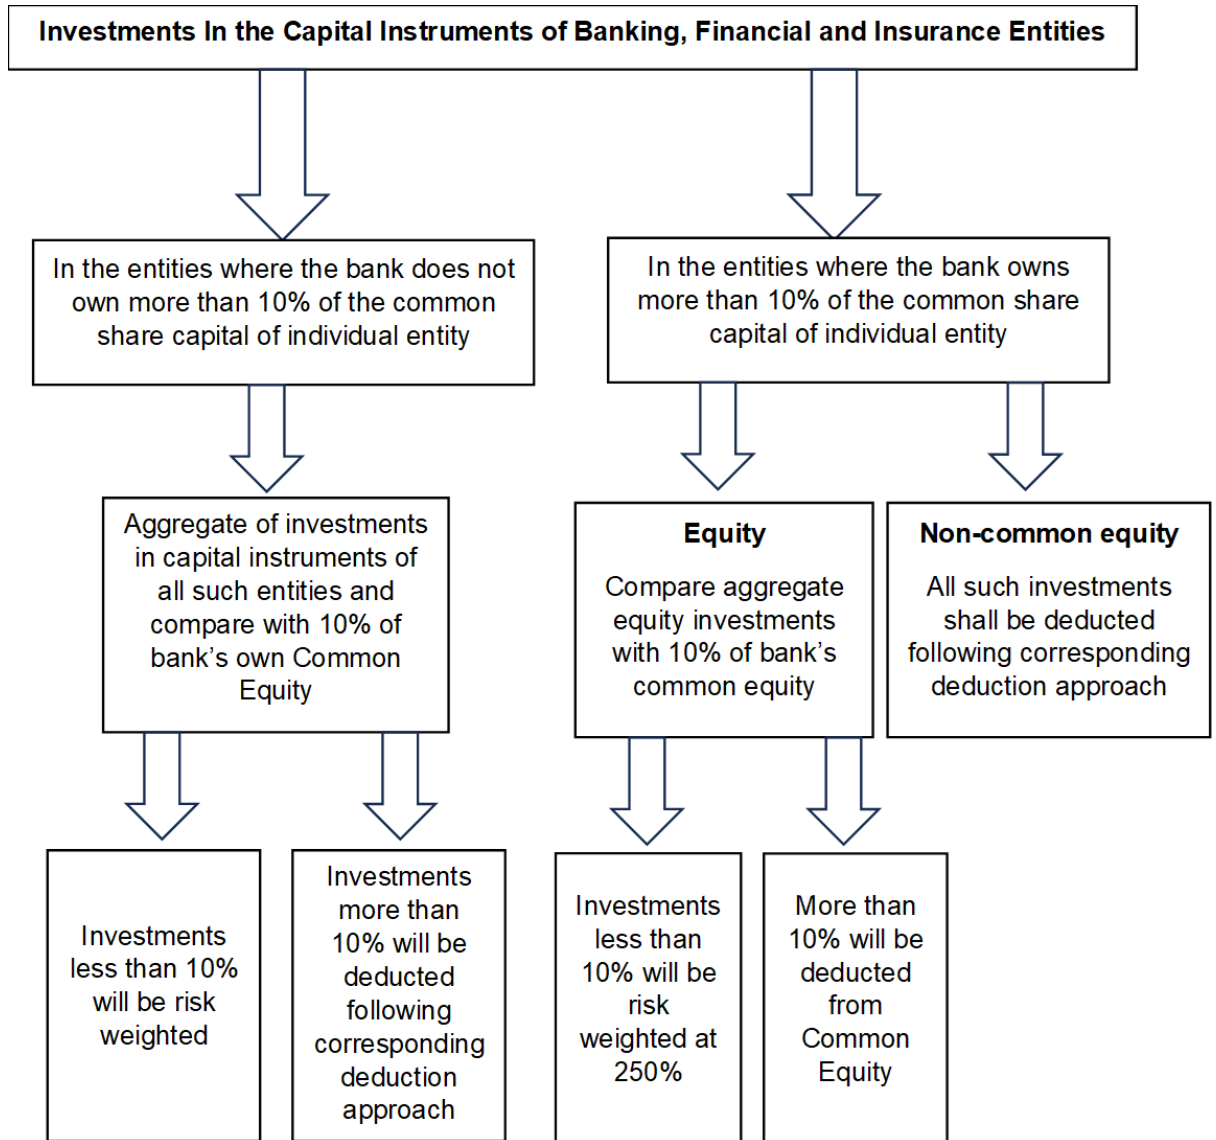 Investments In the Capital Instruments of Banking, Financial and Insurance Entities
In the entities where the bank does not
own more than 10% of the common
share capital of individual entity
In the entities where the bank owns
more than 10% of the common share
capital of individual entity
Aggregate of investments
in capital instruments of
all such entities and
compare with 10% of
bank’s own Common
Equity
Equity
Compare aggregate
equity investments
with 10% of bank’s
common equity
Non-common equity
All such investments
shall be deducted
following corresponding
deduction approach
Investments
less than 10%
will be risk
weighted
Investments
more than
10% will be
deducted
following
corresponding
deduction
approach
Investments
less than
10% will be
risk
weighted at
250%
More than
10% will be
deducted
from
Common
Equity